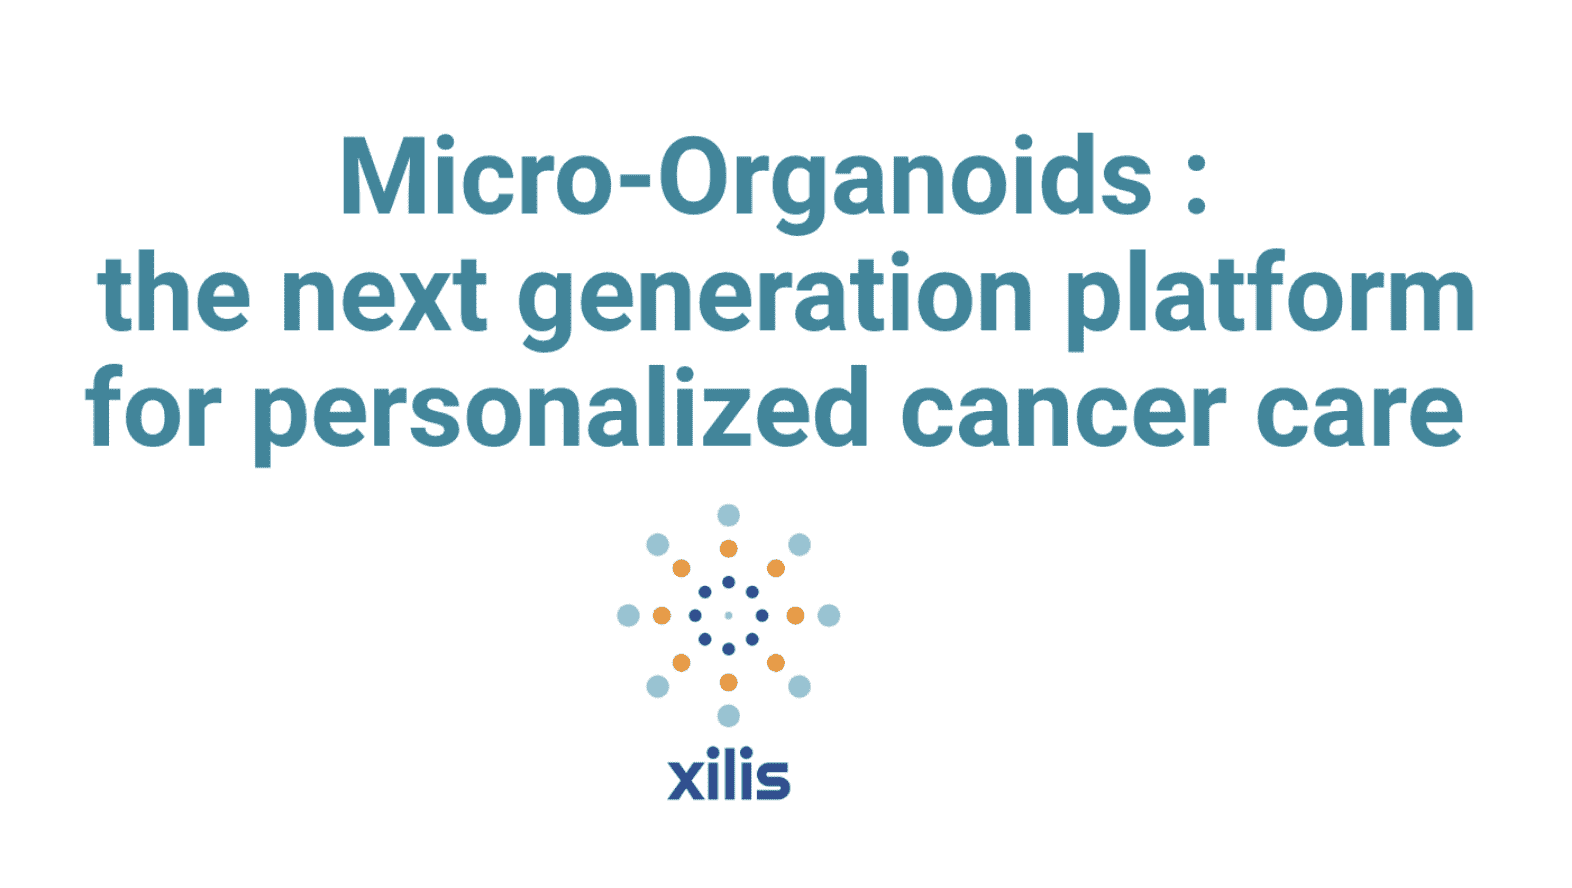 Micro-Organoids :
the next generation platform
for personalized cancer care
xilis